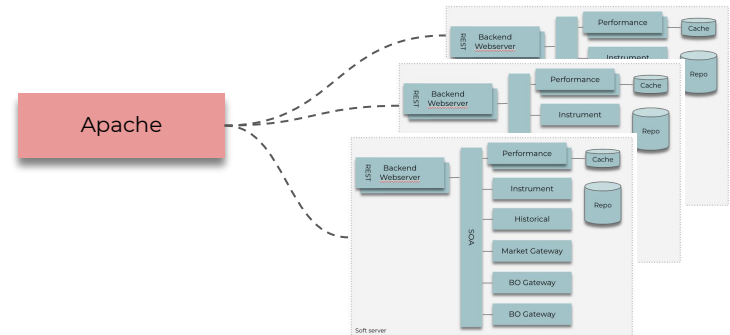 Performance
Cache
REST
Backend
Webserver
Instrument
Repo
Performance
Cache
REST
Backend
Webserver
Instrument
Repo
Apache
Performance
Cache
REST
Backend
Webserver
SOA
Instrument
Repo
Historical
Market Gateway
BO Gateway
BO Gateway
Soft server